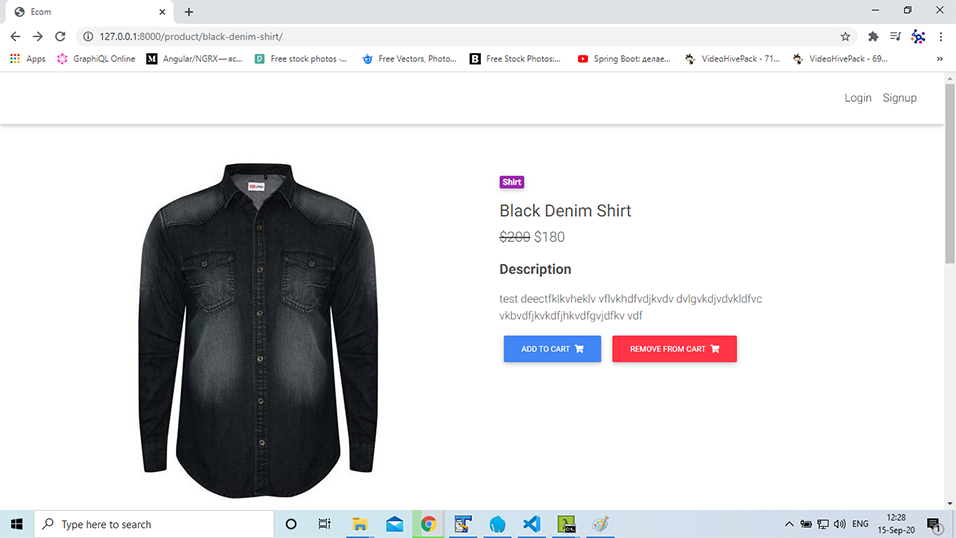 Ecom
127.0.0.1:8000/product/black-denim-shirt/
Apps GraphiQL Online Angular/NGRX — яс... Free stock photos -... Free Vectors, Photo... Free Stock Photos:... Spring Boot: делае... VideoHivePack - 71... VideoHivePack - 69... »
Login Signup
Shirt
Black Denim Shirt
$200 $180
Description
test deectfklkvheklv vflvkhdfvdjkvdv dvlgvkdjvdvkldfvc
vkbvdfjkvkdfjhkvdfgvjdfkv vdf
ADD TO CART REMOVE FROM CART
Type here to search
ENG
12:28
15-Sep-20
1